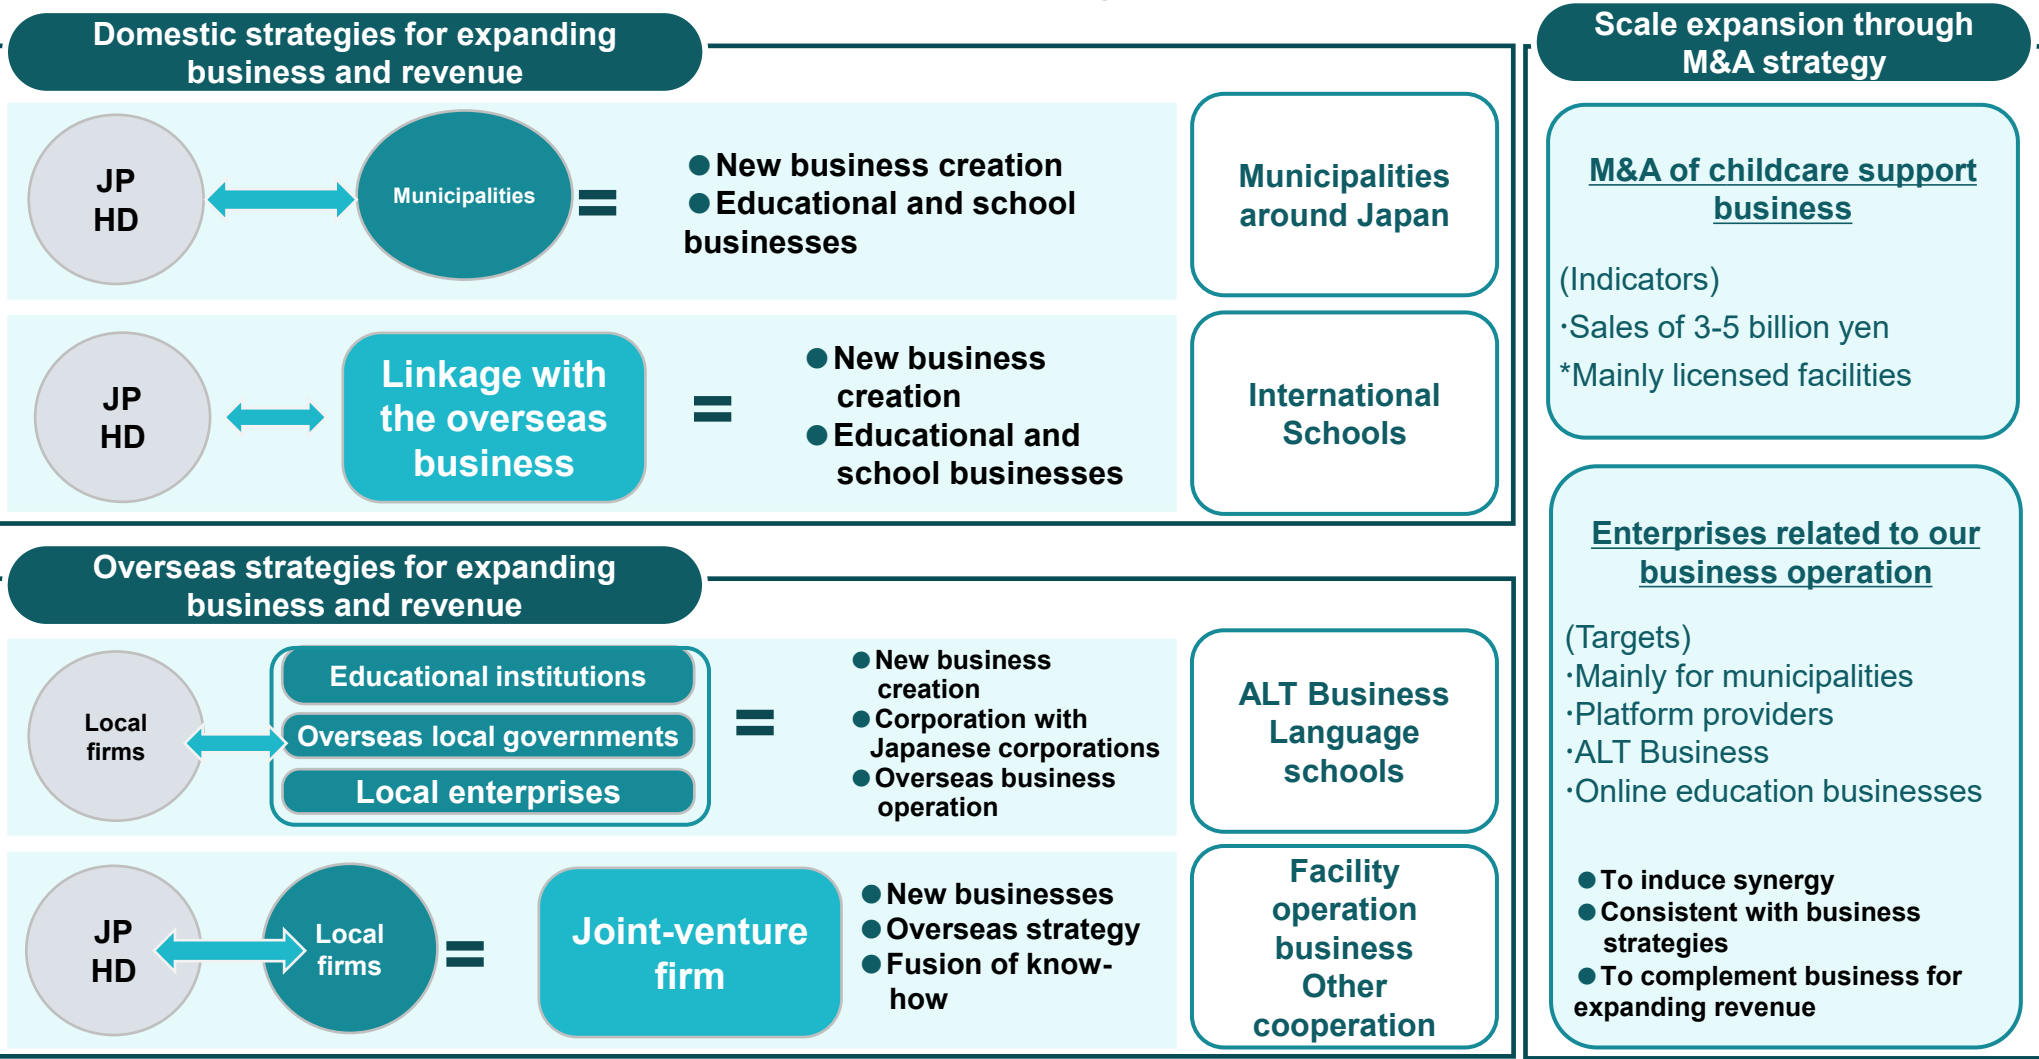 Domestic strategies for expanding
business and revenue
JP
HD
Municipalities
=
●New business creation
●Educational and school
businesses
Municipalities
around Japan
JP
HD
Linkage with
the overseas
business
=
●New business
creation
●Educational and
school businesses
International
Schools
Overseas strategies for expanding
business and revenue
Local
firms
Educational institutions
Overseas local governments
Local enterprises
=
●New business
creation
●Corporation with
Japanese corporations
●Overseas business
operation
ALT Business
Language
schools
JP
HD
Local
firms
=
Joint-venture
firm
●New businesses
●Overseas strategy
●Fusion of know-
how
Facility
operation
business
Other
cooperation
Scale expansion through
M&A strategy
M&A of childcare support
business
(Indicators)
･Sales of 3-5 billion yen
*Mainly licensed facilities
Enterprises related to our
business operation
(Targets)
･Mainly for municipalities
･Platform providers
･ALT Business
･Online education businesses
●To induce synergy
●Consistent with business
strategies
●To complement business for
expanding revenue